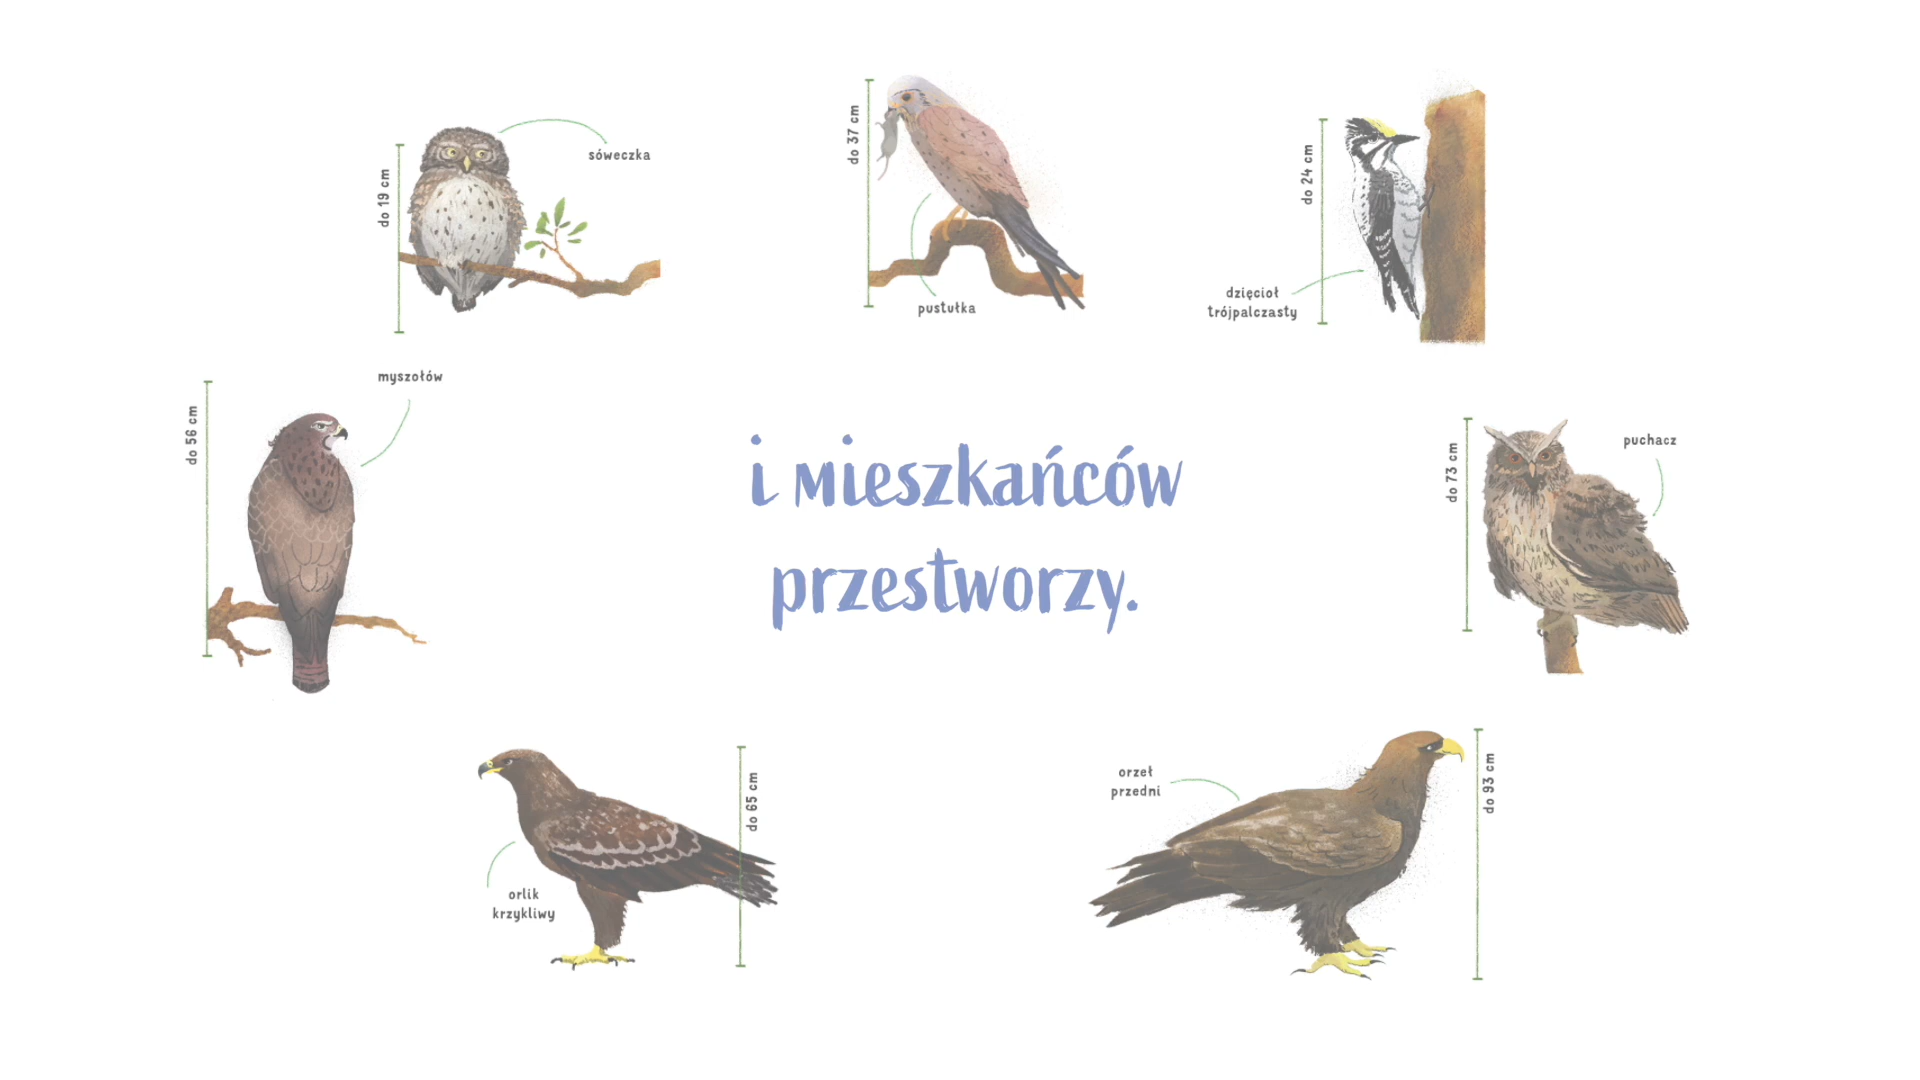 do 19 cm
sóweczka
do 37 cm
pustułka
do 24 cm
dzięcioł
trójpalczasty
do 56 cm
myszołów
i mieszkańców
przestworzy.
do 73 cm
puchacz
orlik
krzykliwy
do 65 cm
orzeł
przedni
do 93 cm